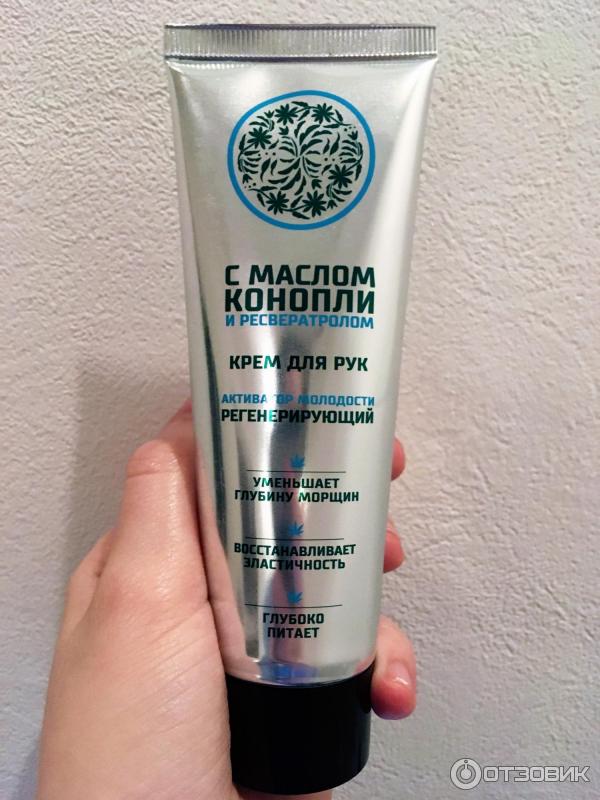 С МАСЛОМ
КОНОПЛИ
И РЕСВЕРАТРОЛОМ
КРЕМ ДЛЯ РУК
АКТИВАТОР МОЛОДОСТИ
РЕГЕНЕРИРУЮЩИЙ
УМЕНЬШАЕТ
ГЛУБИНУ МОРЩИН
ВОССТАНАВЛИВАЕТ
ЭЛАСТИЧНОСТЬ
ГЛУБОКО
ПИТАЕТ
ОТЗОВИК